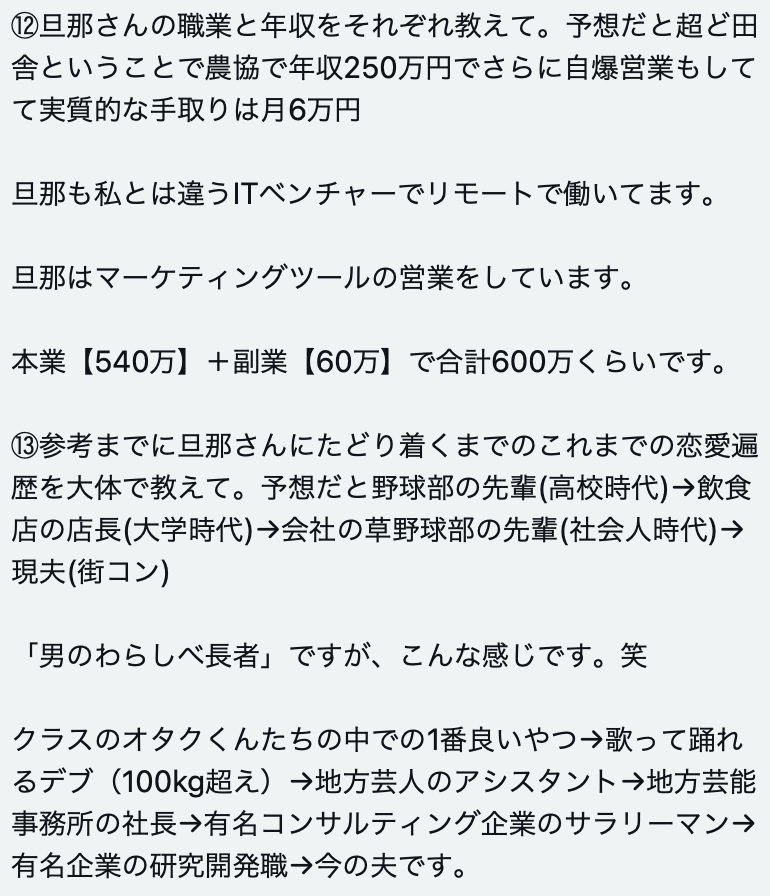 ⑫旦那さんの職業と年収をそれぞれ教えて。予想だと超ど田
舎ということで農協で年収250万円でさらに自爆営業もして
て実質的な手取りは月6万円
旦那も私とは違うITベンチャーでリモートで働いてます。
旦那はマーケティングツールの営業をしています。
本業【540万】＋副業【60万】で合計600万くらいです。
⑬参考までに旦那さんにたどり着くまでのこれまでの恋愛遍
歴を大体で教えて。予想だと野球部の先輩(高校時代)→飲食
店の店長(大学時代)→会社の草野球部の先輩(社会人時代)→
現夫(街コン)
「男のわらしべ長者」ですが、こんな感じです。笑
クラスのオタクくんたちの中での1番良いやつ→歌って踊れ
るデブ（100kg超え）→地方芸人のアシスタント→地方芸能
事務所の社長→有名コンサルティング企業のサラリーマン→
有名企業の研究開発職→今の夫です。